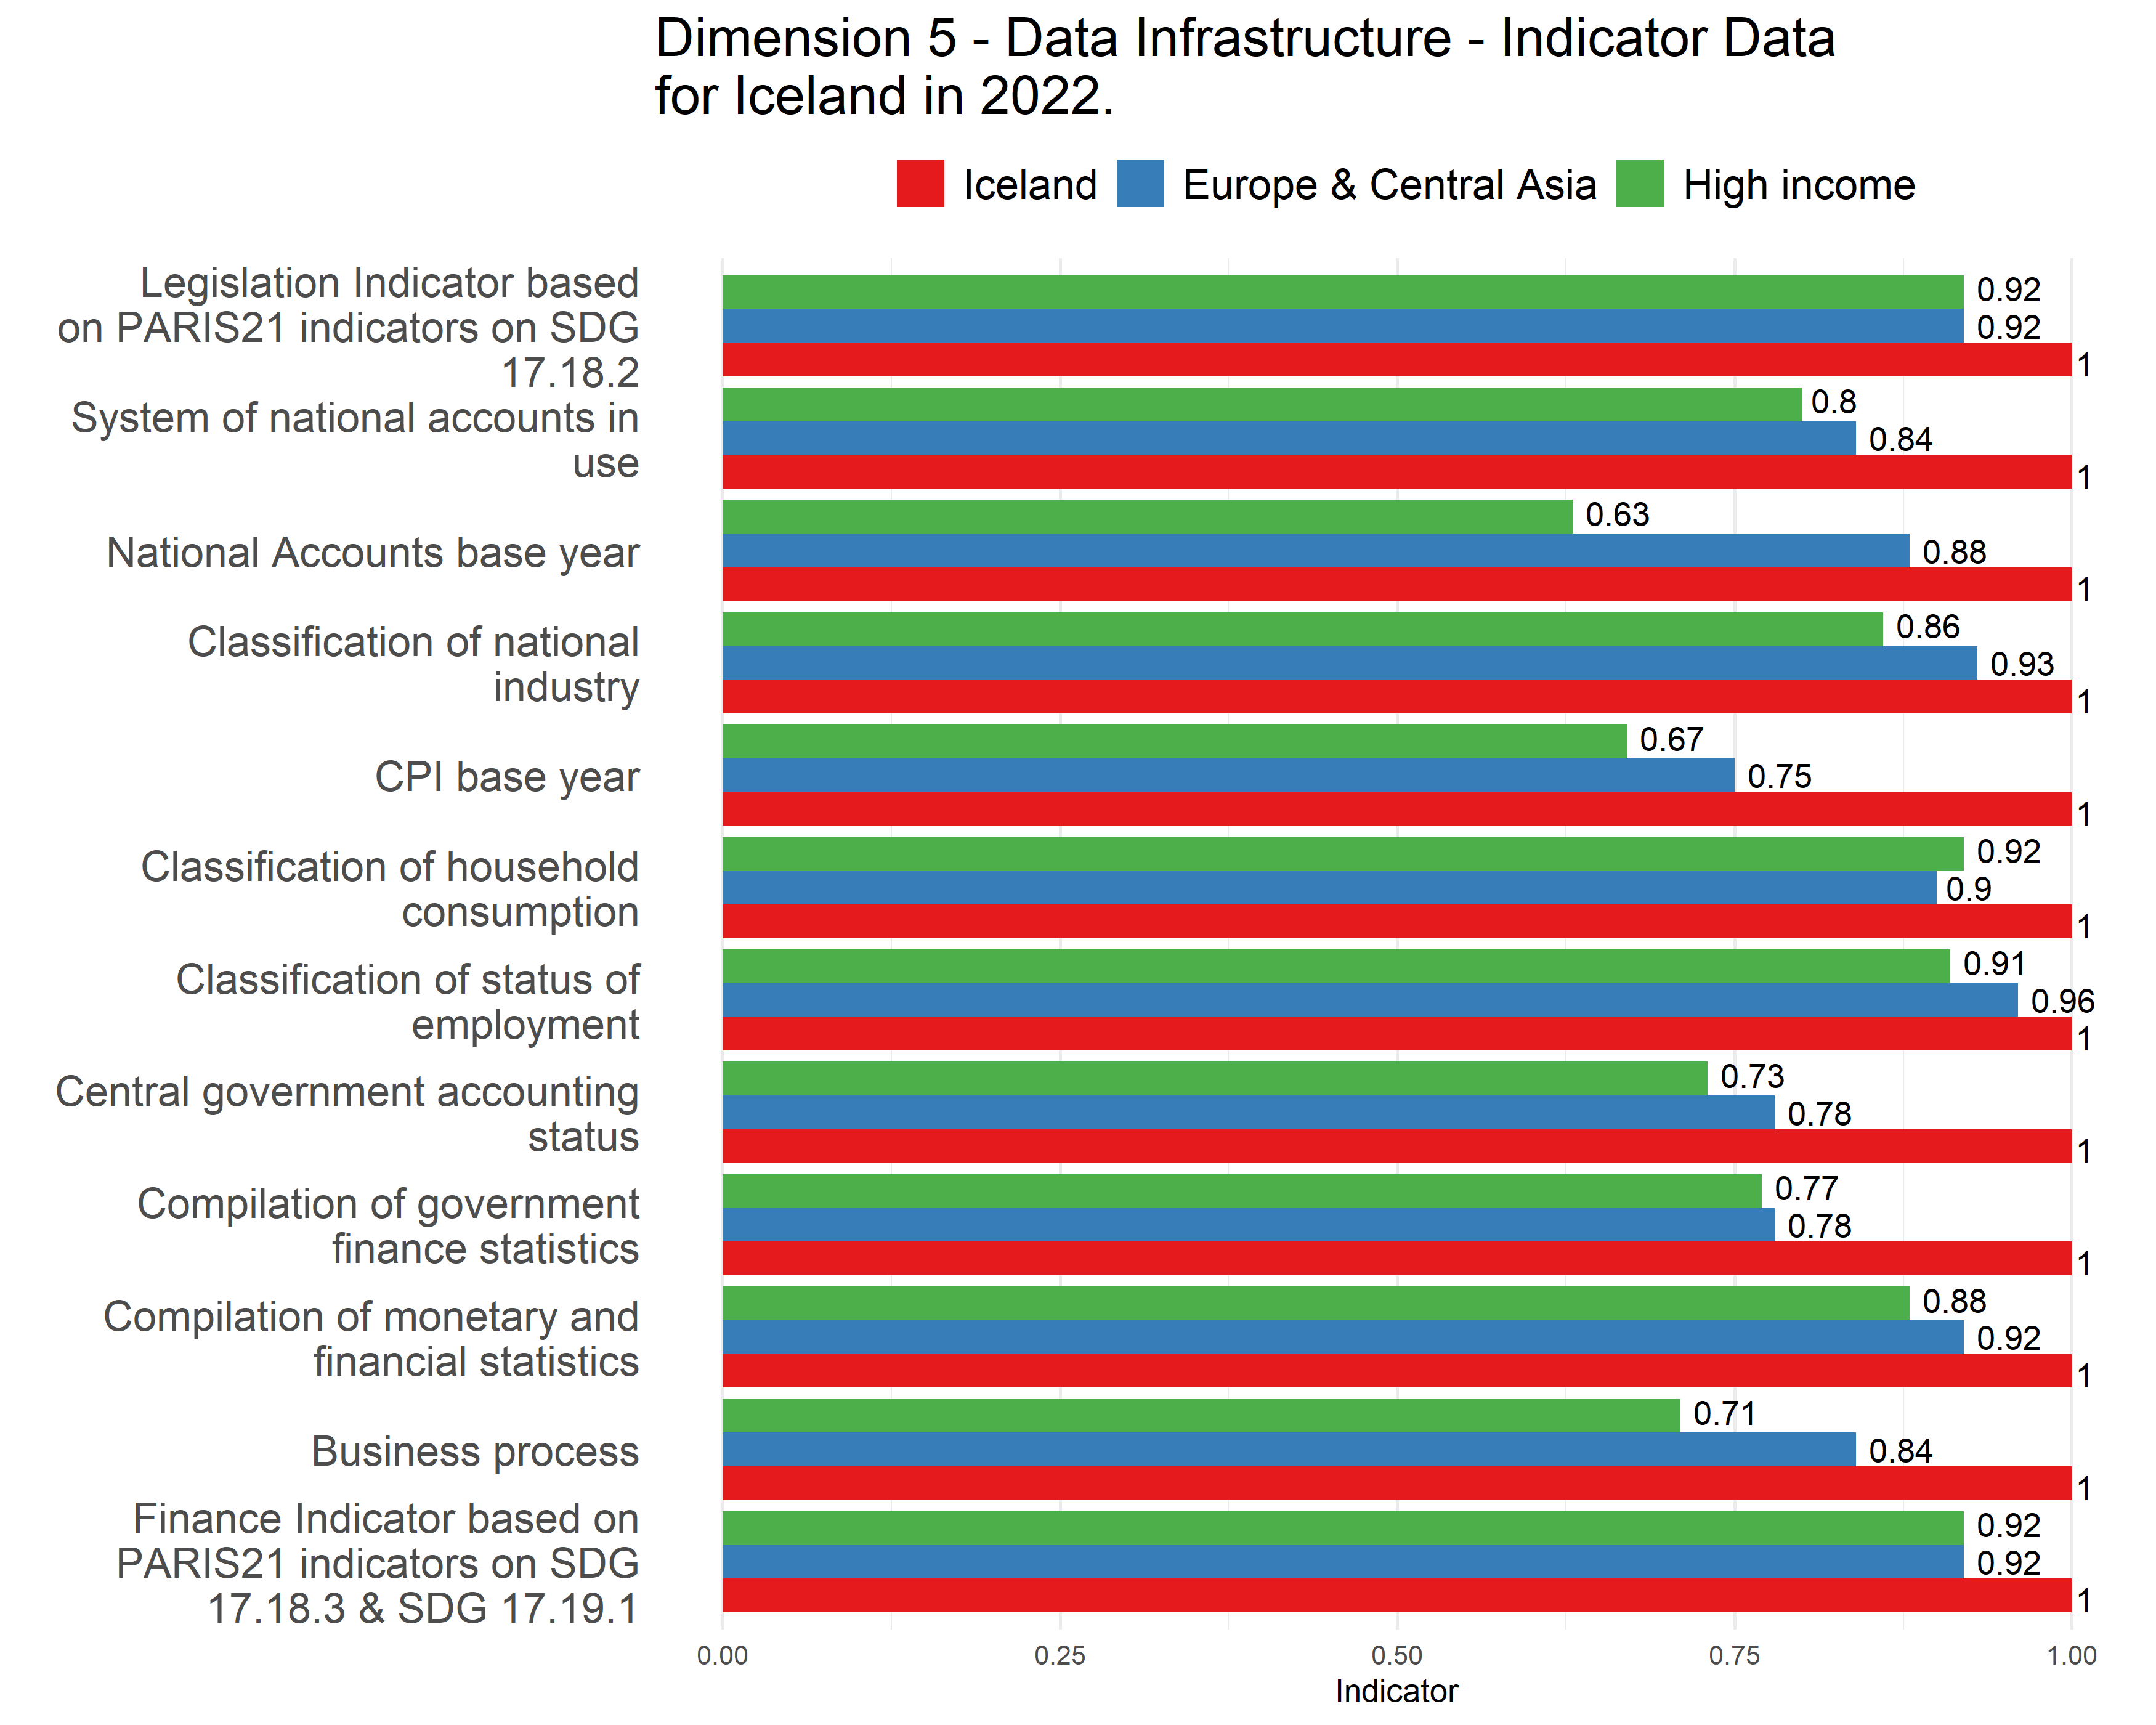 Dimension 5 - Data Infrastructure - Indicator Data
for Iceland in 2022.
Iceland Europe & Central Asia High income
Legislation Indicator based
on PARIS21 indicators on SDG
17.18.2
0.92
0.92
1
System of national accounts in
use
0.8
0.84
1
National Accounts base year
0.63
0.88
1
Classification of national
industry
0.86
0.93
1
CPI base year
0.67
0.75
1
Classification of household
consumption
0.92
0.9
1
Classification of status of
employment
0.91
0.96
1
Central government accounting
status
0.73
0.78
1
Compilation of government
finance statistics
0.77
0.78
1
Compilation of monetary and
financial statistics
0.88
0.92
1
Business process
0.71
0.84
1
Finance Indicator based on
PARIS21 indicators on SDG
17.18.3 & SDG 17.19.1
0.92
0.92
1
0.00 0.25 0.50 0.75 1.00
Indicator